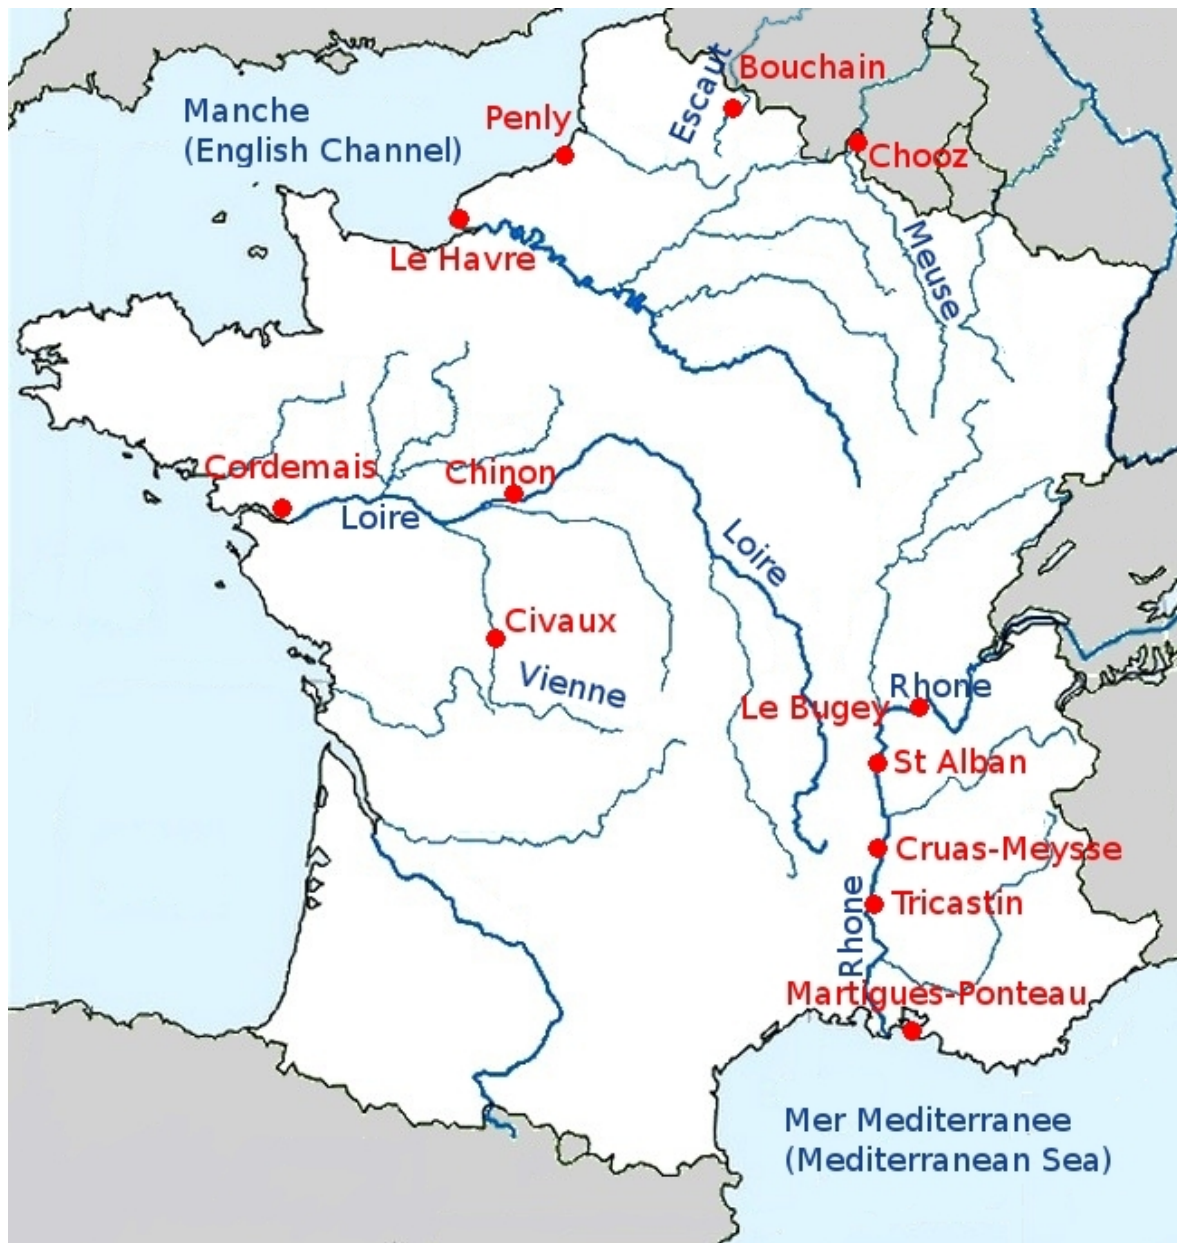 Bouchain
Escaut
Manche
(English Channel)
Penly
Chooz
Le Havre
Meuse
Cordemais
Chinon
Loire
Loire
Civaux
Vienne
Rhone
Le Bugey
St Alban
Cruas-Meysse
Tricastin
Rhone
Martigues-Ponteau
Mer Mediterranee
(Mediterranean Sea)